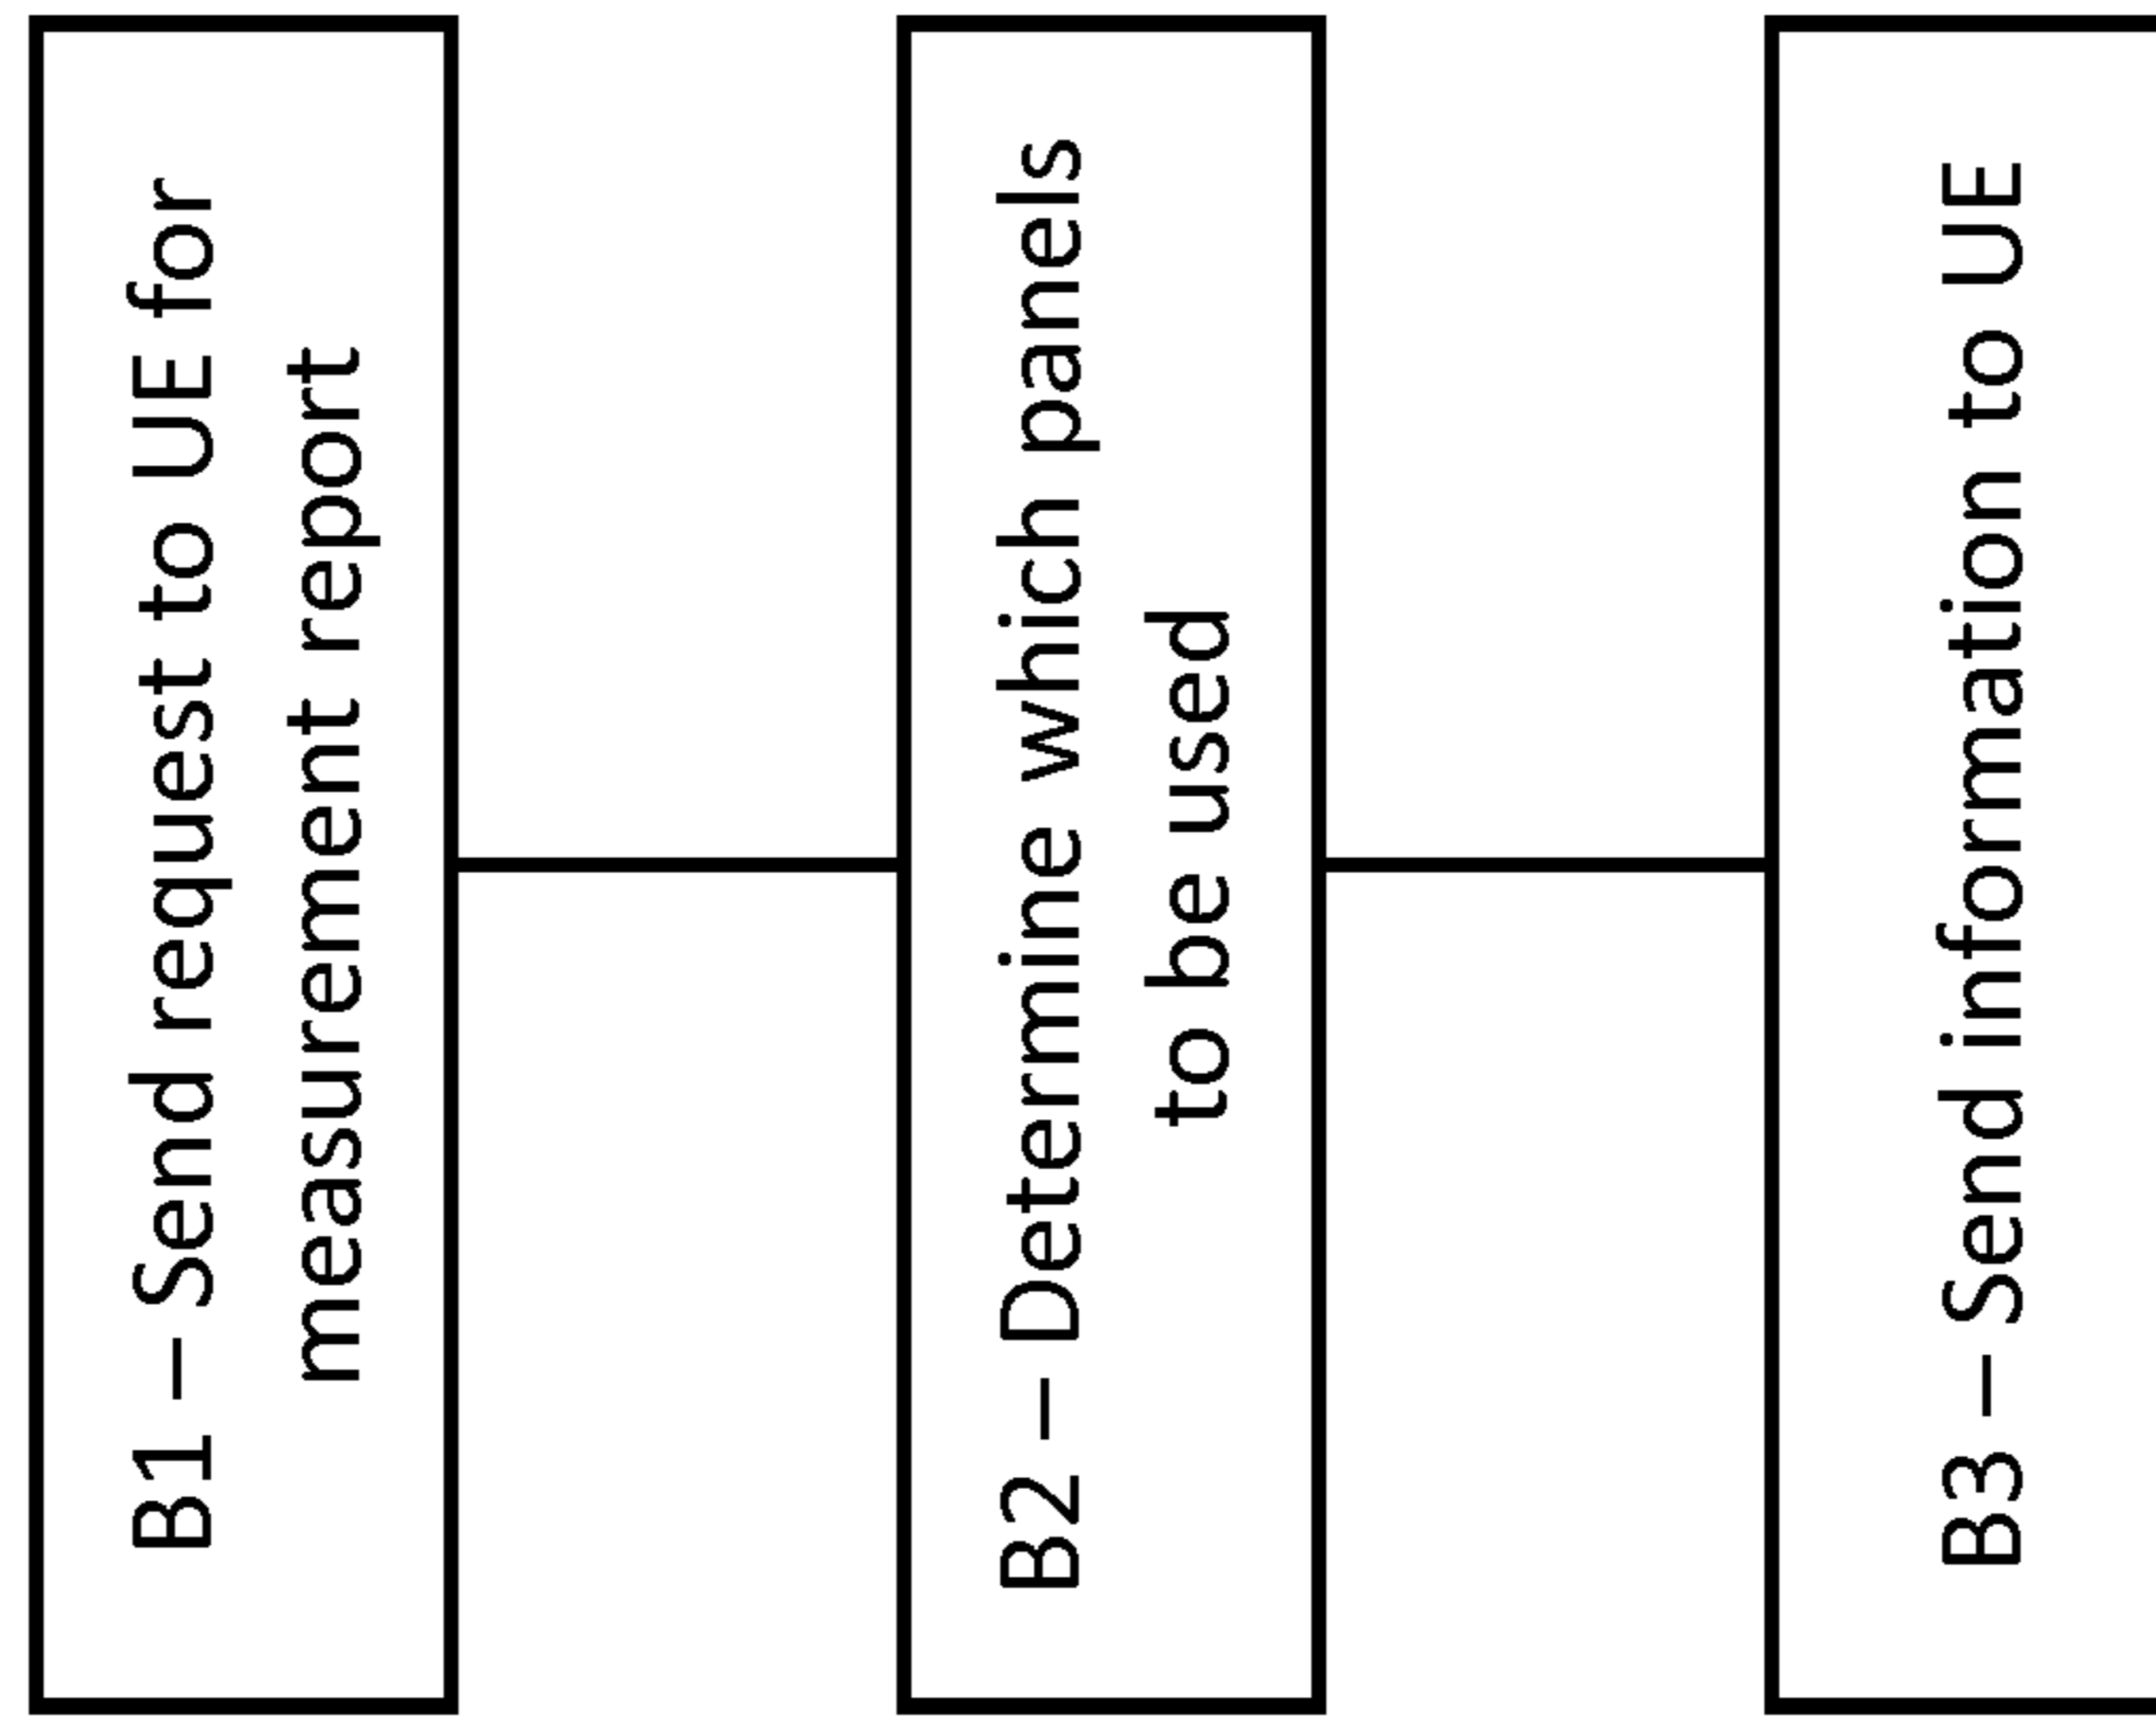 B1 – Send request to UE for
measurement report
B2 – Determine which panels
to be used
B3 – Send information to UE